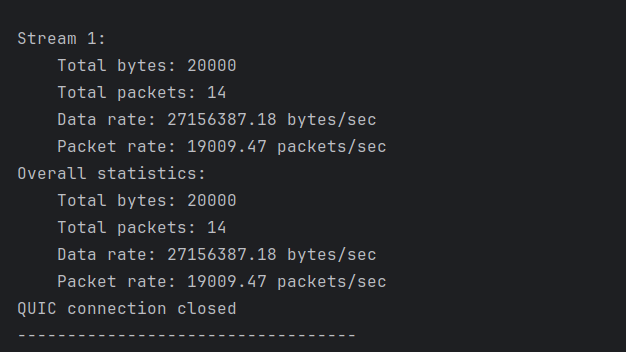 Stream 1:
    Total bytes: 20000
    Total packets: 14
    Data rate: 27156387.18 bytes/sec
    Packet rate: 19009.47 packets/sec
Overall statistics:
    Total bytes: 20000
    Total packets: 14
    Data rate: 27156387.18 bytes/sec
    Packet rate: 19009.47 packets/sec
QUIC connection closed
----------------------------------